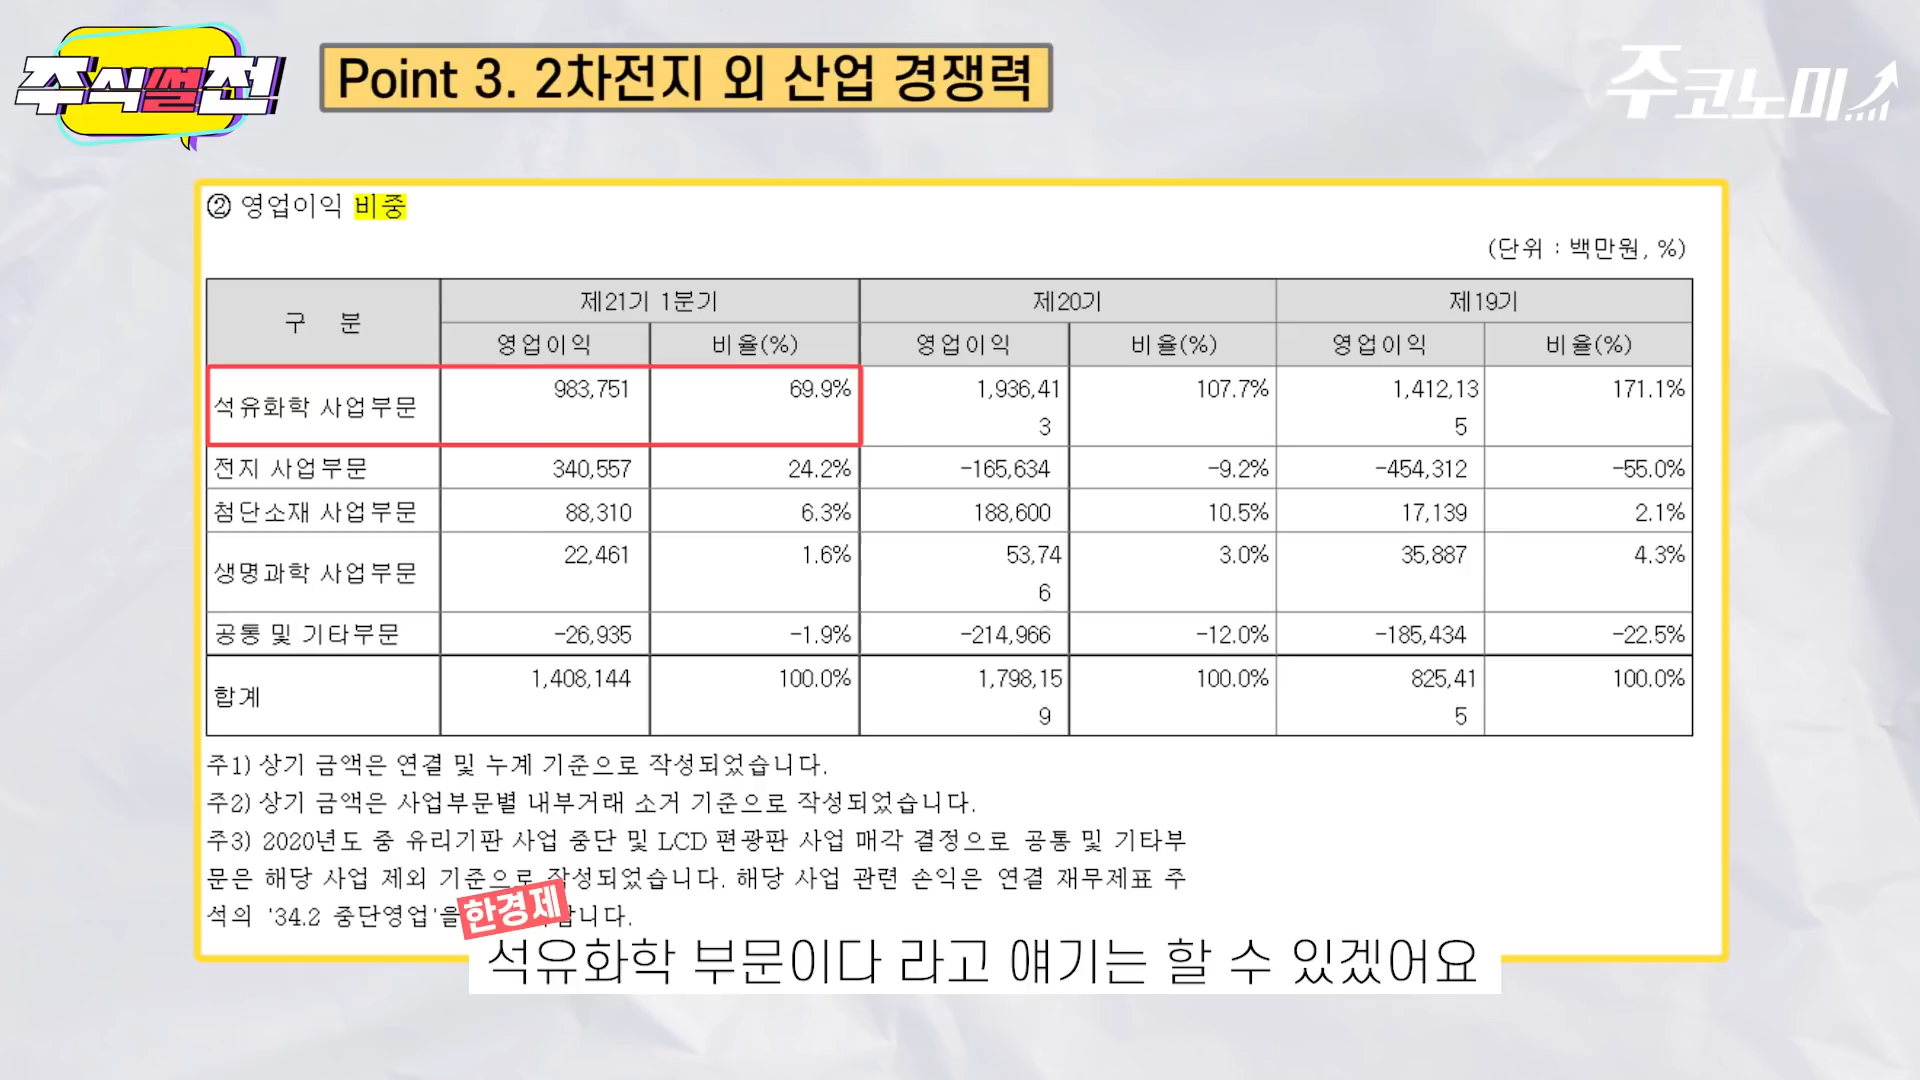 주식썰전
Point 3. 2차전지 외 산업 경쟁력
주코노미
② 영업이익 비중
(단위 : 백만원, %)
구 분 제21기 1분기 제20기 제19기
영업이익 비율(%) 영업이익 비율(%) 영업이익 비율(%)
석유화학 사업부문 983,751 69.9% 1,936,413 107.7% 1,412,135 171.1%
전지 사업부문 340,557 24.2% -165,634 -9.2% -454,312 -55.0%
첨단소재 사업부문 88,310 6.3% 188,600 10.5% 17,139 2.1%
생명과학 사업부문 22,461 1.6% 53,746 3.0% 35,887 4.3%
공통 및 기타부문 -26,935 -1.9% -214,966 -12.0% -185,434 -22.5%
합계 1,408,144 100.0% 1,798,159 100.0% 825,415 100.0%
주1) 상기 금액은 연결 및 누계 기준으로 작성되었습니다.
주2) 상기 금액은 사업부문별 내부거래 소거 기준으로 작성되었습니다.
주3) 2020년도 중 유리기판 사업 중단 및 LCD 편광판 사업 매각 결정으로 공통 및 기타부
문은 해당 사업 제외 기준으로 작성되었습니다. 해당 사업 관련 손익은 연결 재무제표 주
석의 '34.2 중단영업'을
한경제
석유화학 부문이다 라고 얘기는 할 수 있겠어요